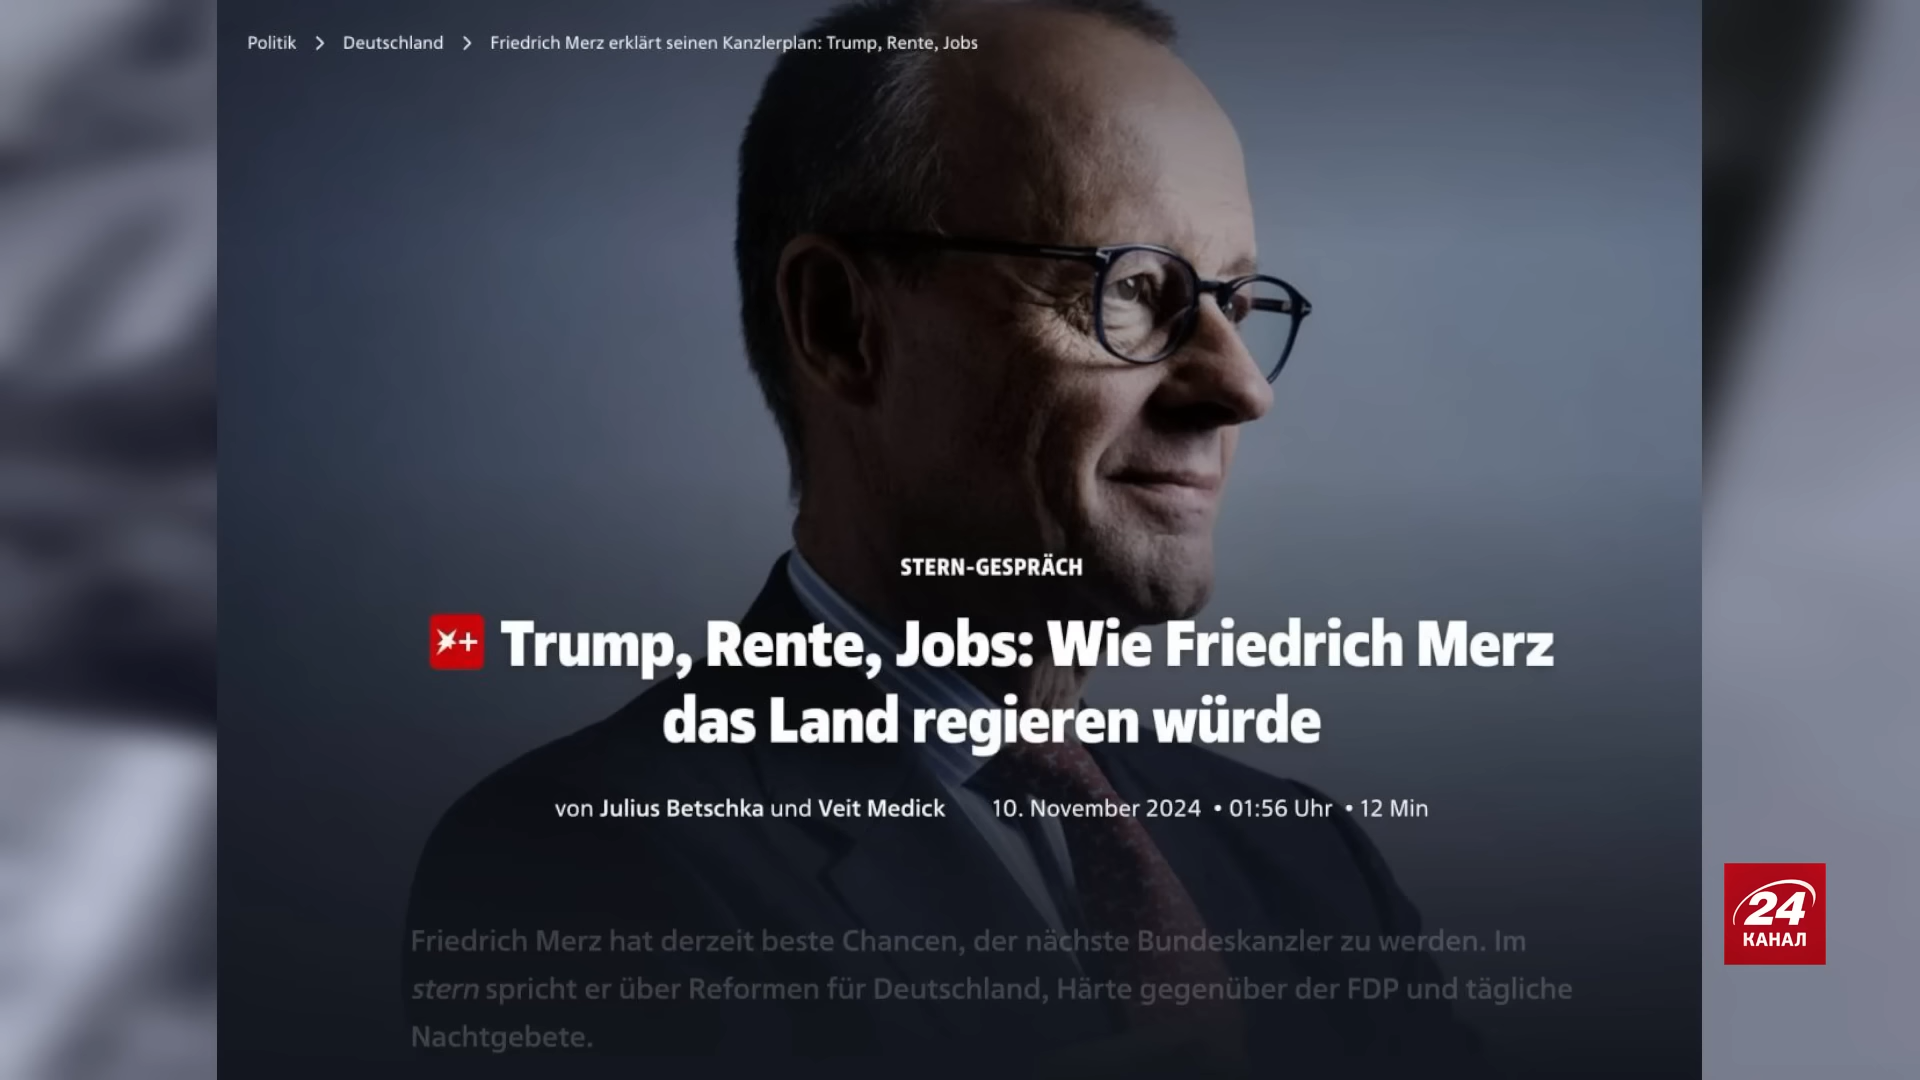 Politik > Deutschland > Friedrich Merz erklärt seinen Kanzlerplan: Trump, Rente, Jobs
STERN-GESPRÄCH
Trump, Rente, Jobs: Wie Friedrich Merz
das Land regieren würde
von Julius Betschka und Veit Medick 10. November 2024 • 01:56 Uhr • 12 Min
Friedrich Merz hat derzeit beste Chancen, der nächste Bundeskanzler zu werden. Im
stern spricht er über Reformen für Deutschland, Härte gegenüber der FDP und tägliche
Nachtgebete.
24
КАНАЛ